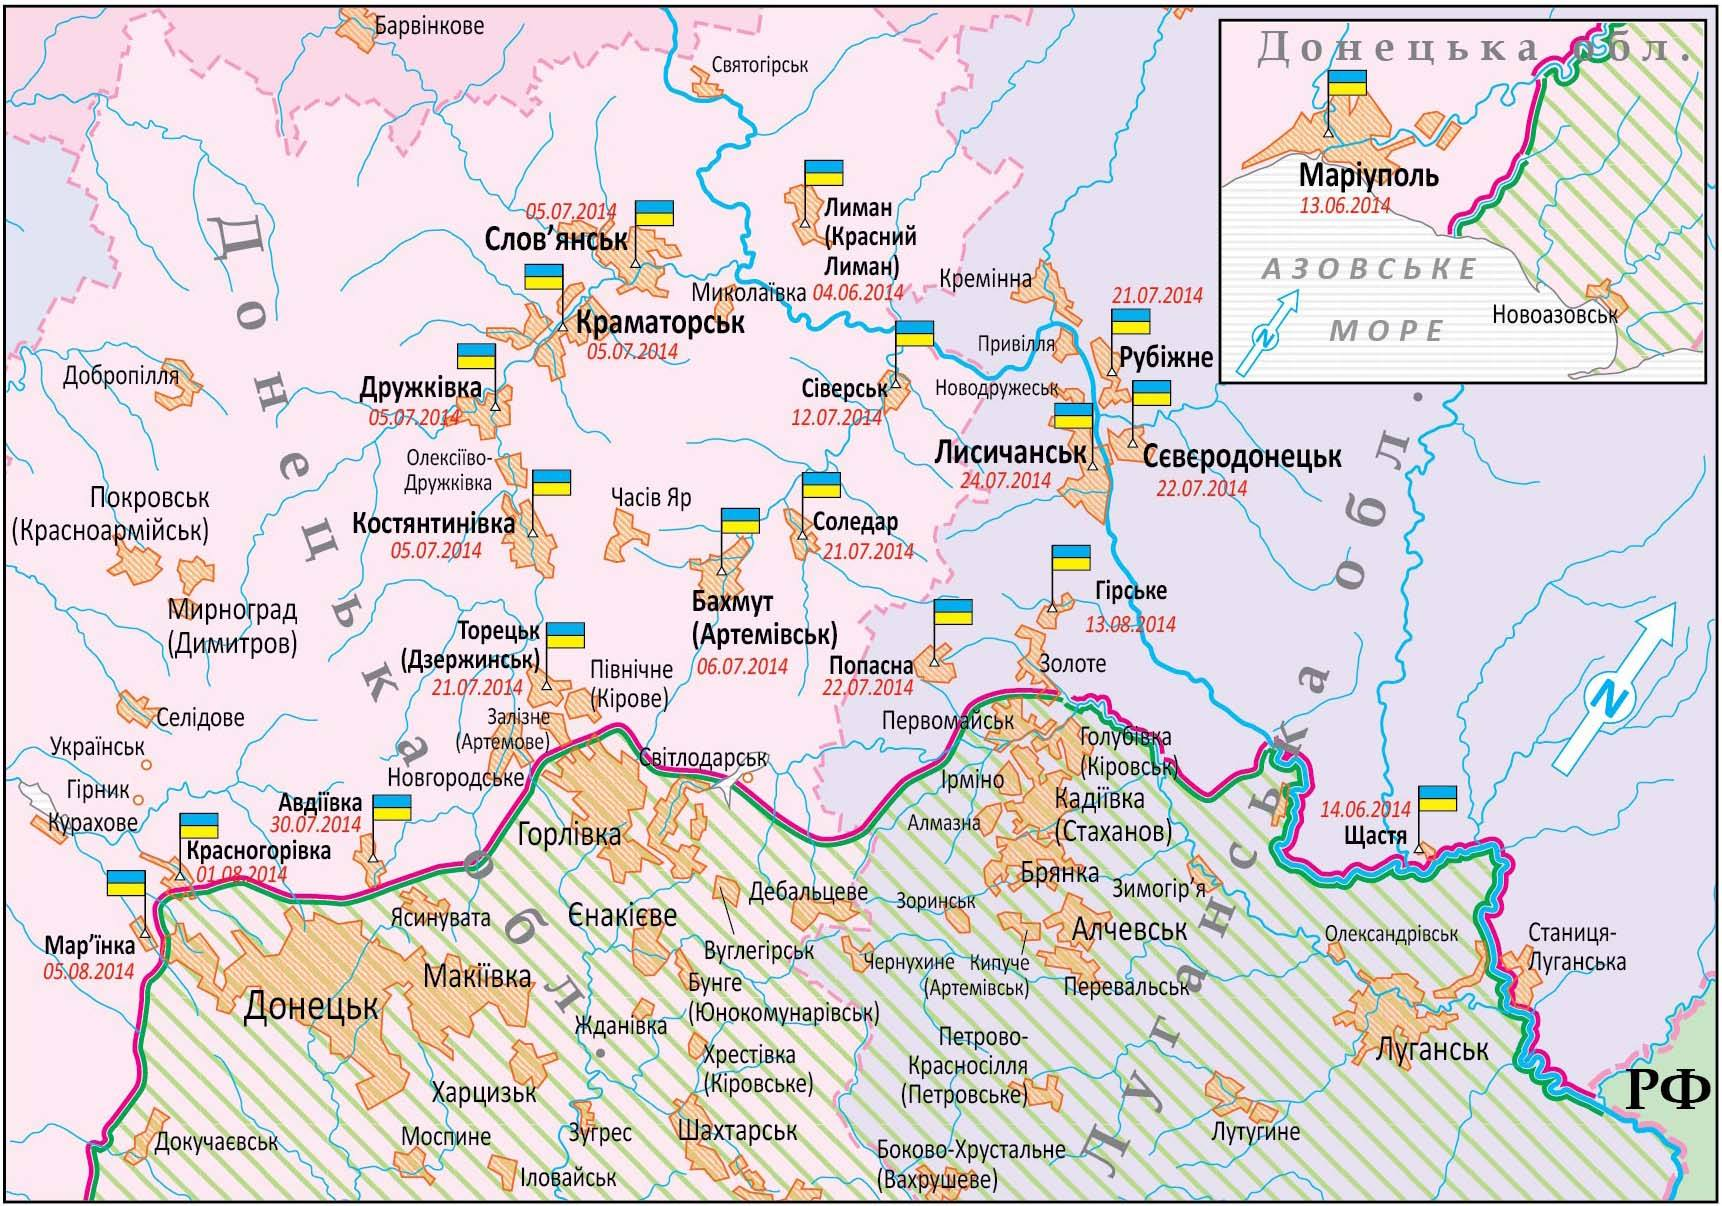 Барвінкове
Святогірськ
Донецька обл.
Маріуполь
13.06.2014
АЗОВСЬКЕ
МОРЕ
Новоазовськ
N
05.07.2014
Слов’янськ
Лиман
(Красний
Лиман)
04.06.2014
Миколаївка
Краматорськ
05.07.2014
Кремінна
21.07.2014
Рубіжне
Привілля
Новодружеськ
Сіверськ
12.07.2014
Добропілля
Дружківка
05.07.2014
Лисичанськ
24.07.2014
Сєвєродонецьк
22.07.2014
Олексієво-
Дружківка
Покровськ
(Красноармійськ)
Костянтинівка
05.07.2014
Часів Яр
Соледар
21.07.2014
Мирноград
(Димитров)
Бахмут
(Артемівськ)
06.07.2014
Гірське
13.08.2014
Торецьк
(Дзержинськ)
21.07.2014
Північне
(Кірове)
Попасна
22.07.2014
Золоте
Донецька обл.
Луганська обл.
N
Селідове
Залізне
(Артемове)
Первомайськ
Голубівка
(Кіровськ)
Українськ
Новгородське
Світлодарськ
Ірміно
Гірник
Авдіївка
30.07.2014
Кадіївка
(Стаханов)
14.06.2014
Щастя
Курахове
Красногорівка
01.08.2014
Горлівка
Алмазна
Брянка
Зимогір’я
Дебальцеве
Зоринськ
Ясинувата
Єнакієве
Вуглегірськ
Алчевськ
Мар’їнка
05.08.2014
Олександрівськ
Станиця-
Луганська
Чернухине
Кипуче
(Артемівськ)
Перевальськ
Донецьк
Макіївка
Бунге
(Юнокомунарівськ)
Жданівка
Луганськ
Хрестівка
(Кіровське)
Петрово-
Красносілля
(Петровське)
РФ
Харцизьк
Докучаєвськ
Моспине
Зугрес
Шахтарськ
Лутугине
Іловайськ
Боково-Хрустальне
(Вахрушеве)